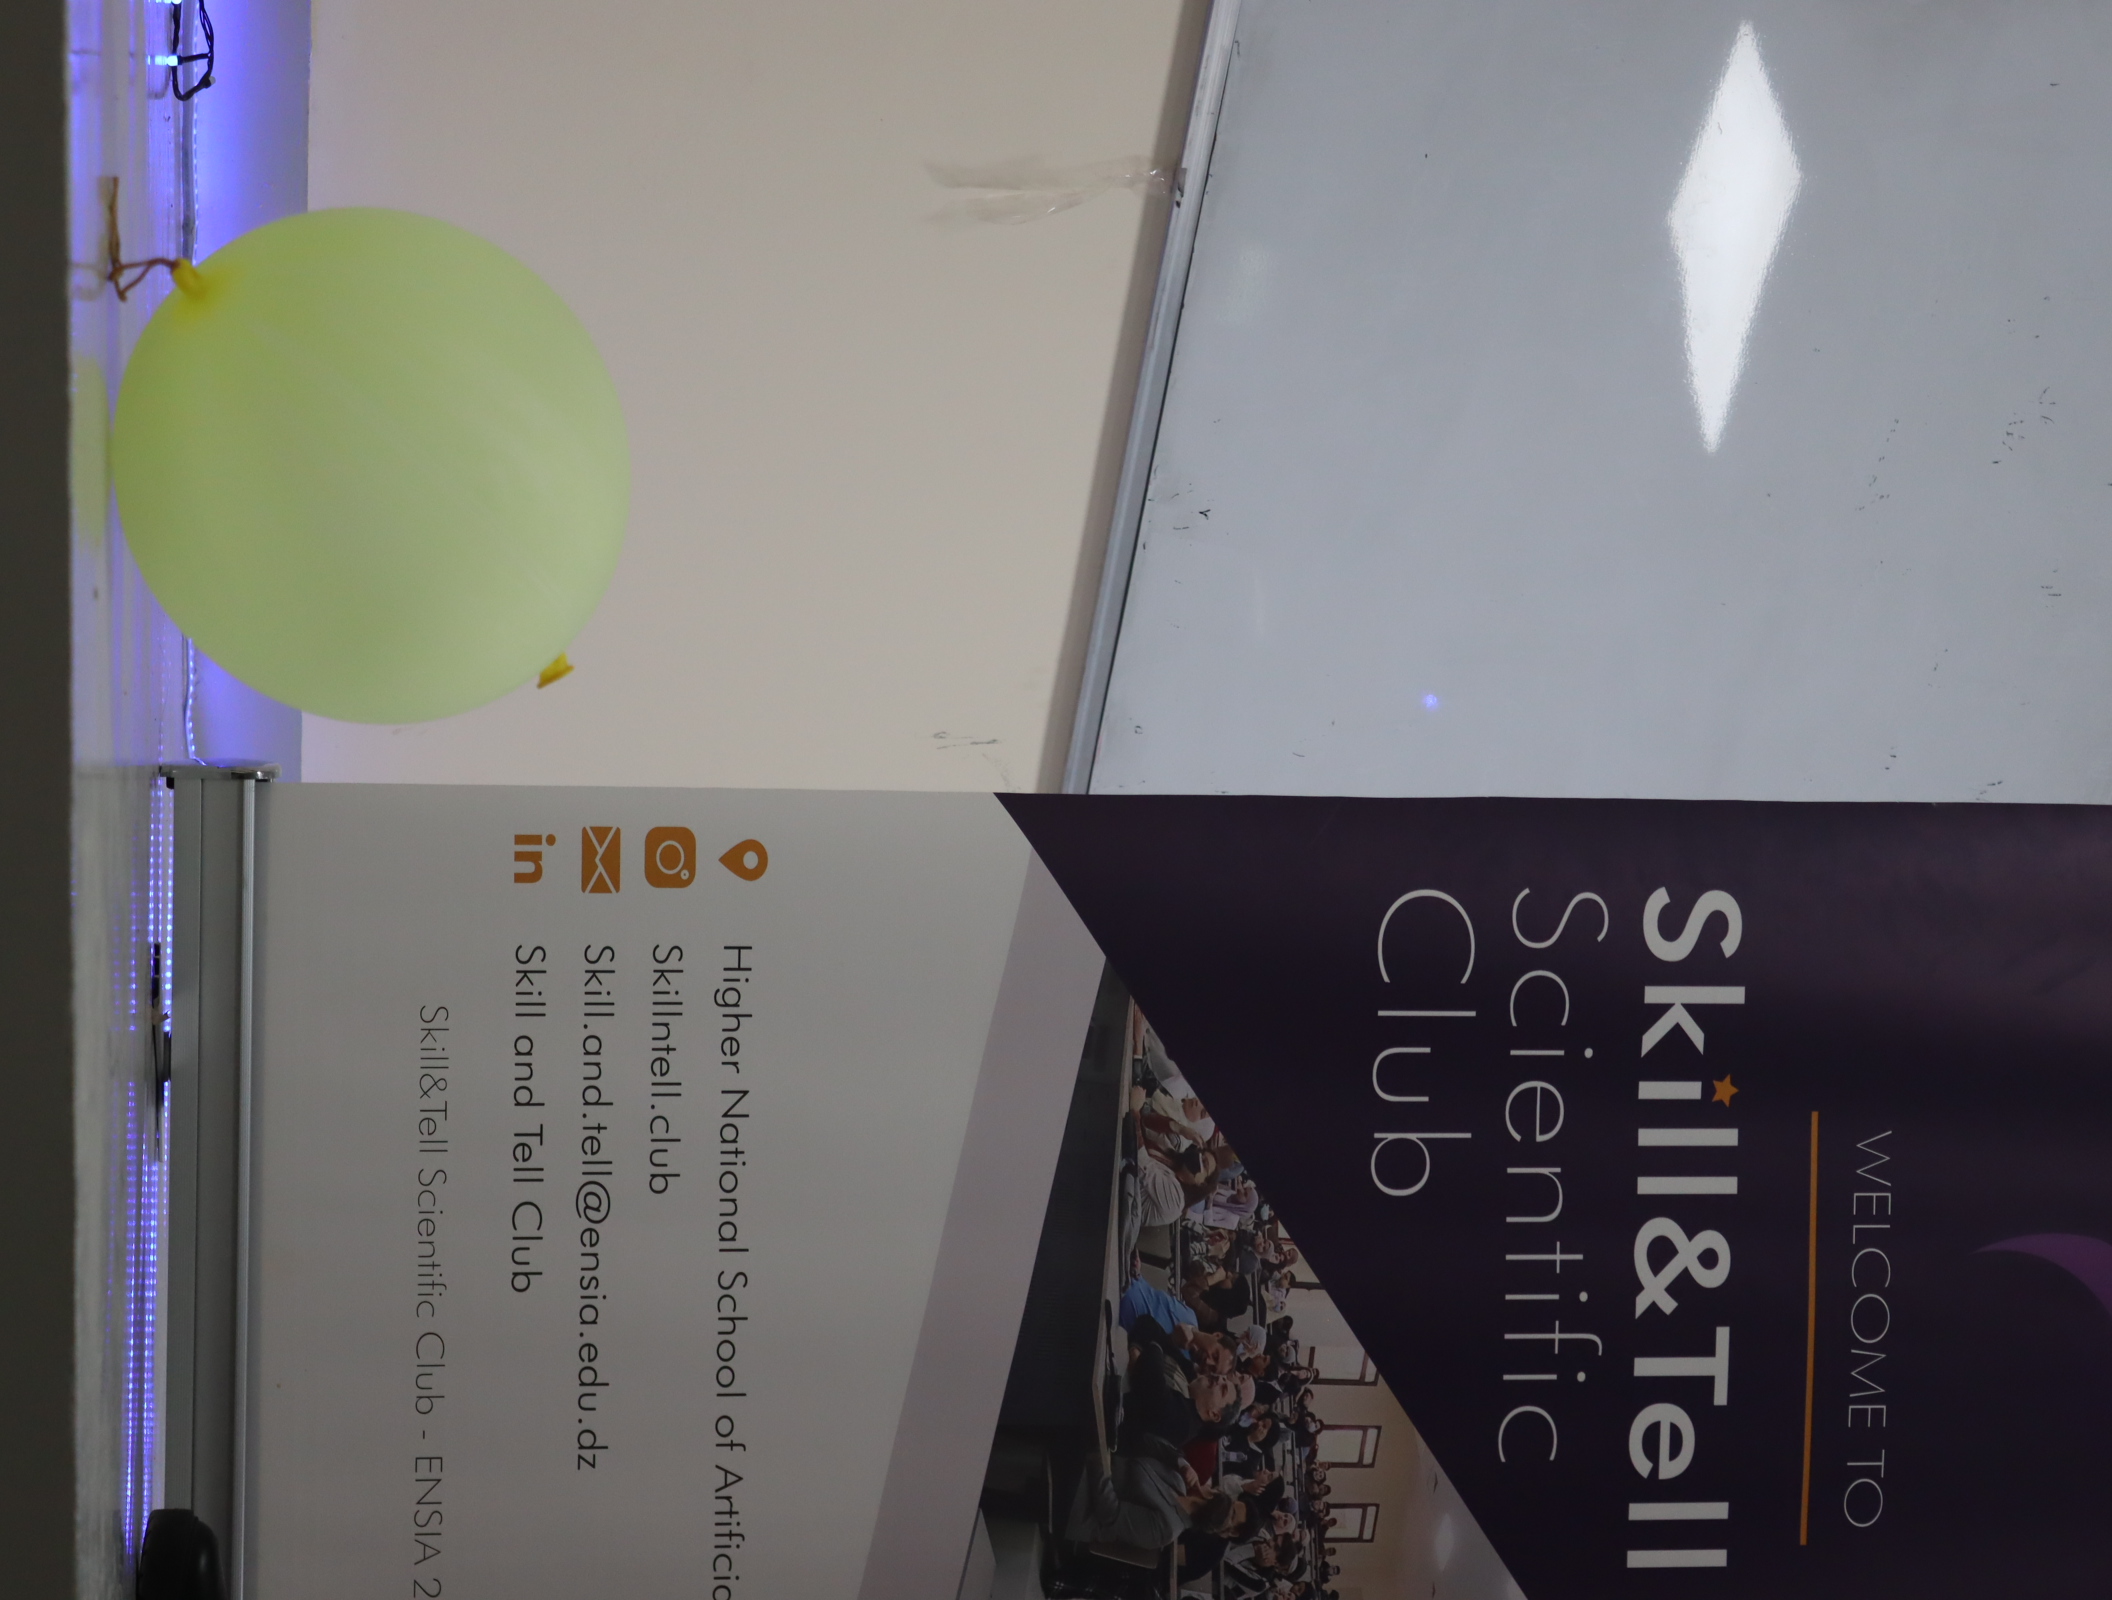 WELCOME TO
Skill&Tell
Scientific
Club
Higher National School of Artificia
Skillntell.club
Skill.and.tell@ensia.edu.dz
in Skill and Tell Club
Skill&Tell Scientific Club - ENSIA 2